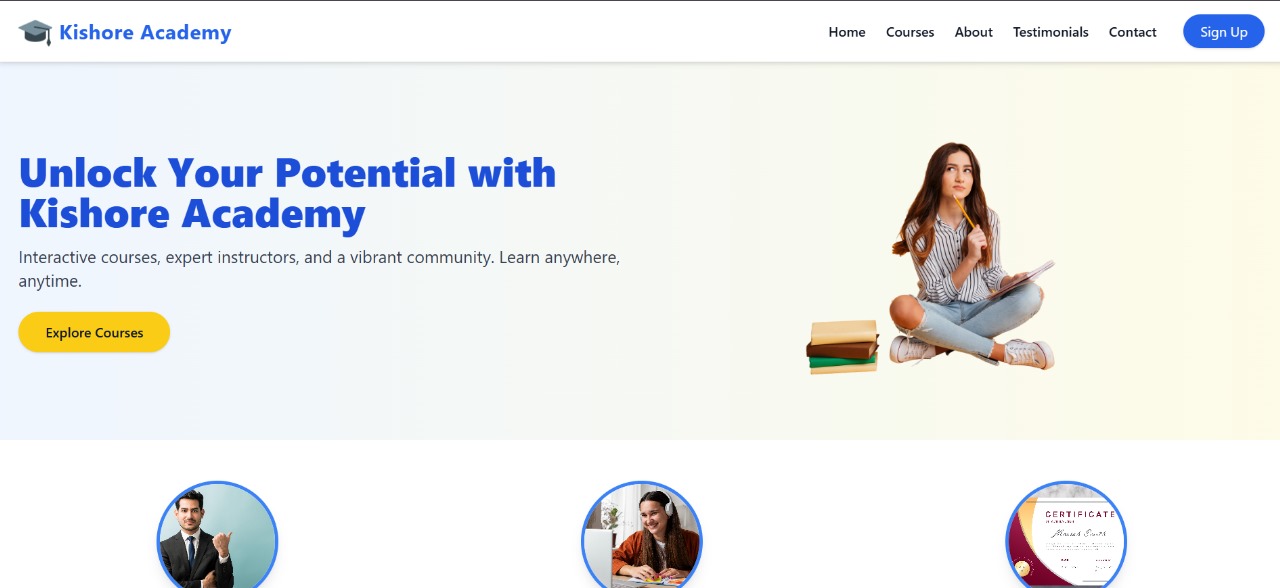 Kishore Academy
Home Courses About Testimonials Contact Sign Up
Unlock Your Potential with
Kishore Academy
Interactive courses, expert instructors, and a vibrant community. Learn anywhere,
anytime.
Explore Courses
CERTIFICATE